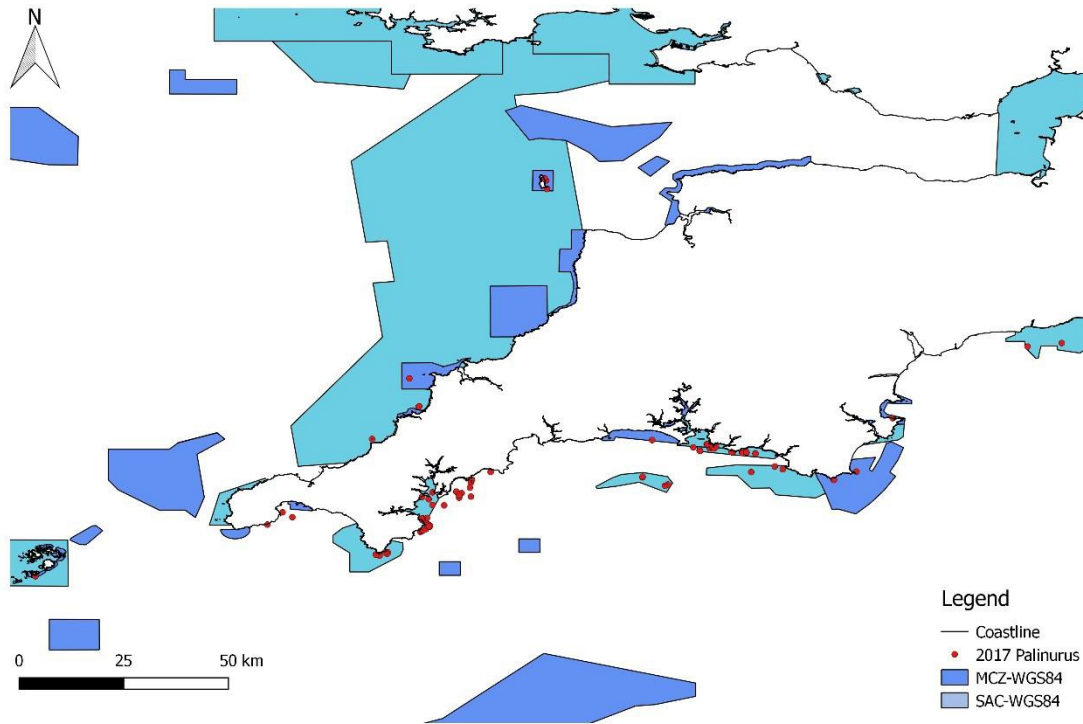 N
0 25 50 km
Legend
Coastline
2017 Palinurus
MCZ-WGS84
SAC-WGS84